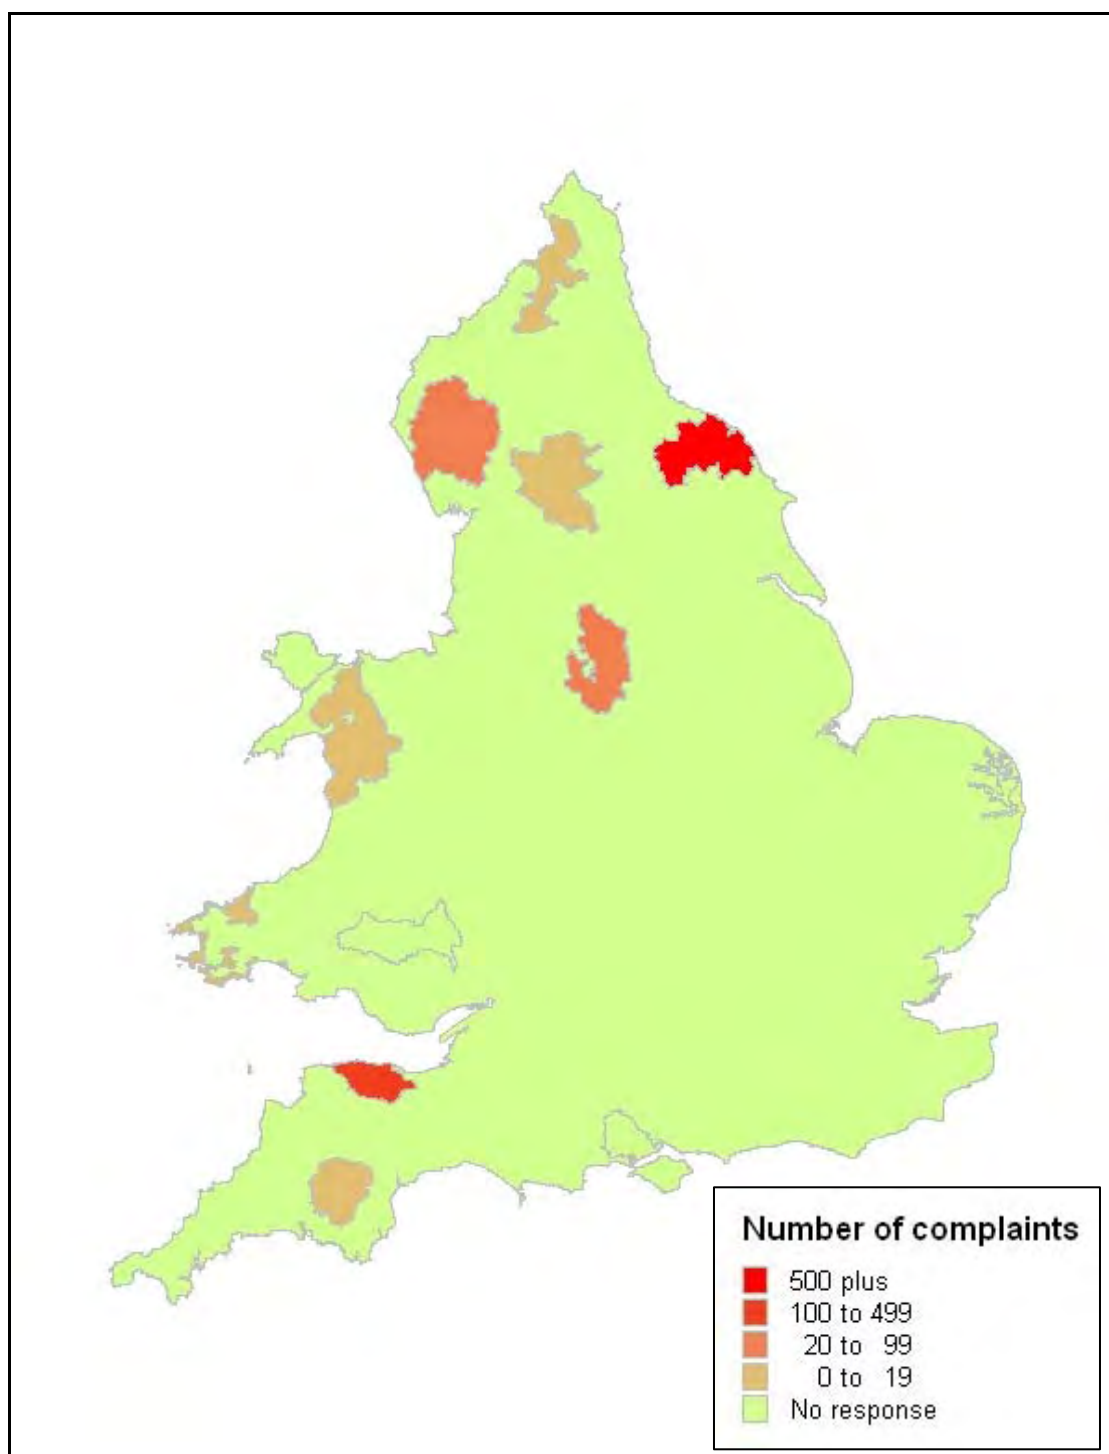 Number of complaints
500 plus
100 to 499
20 to 99
0 to 19
No response